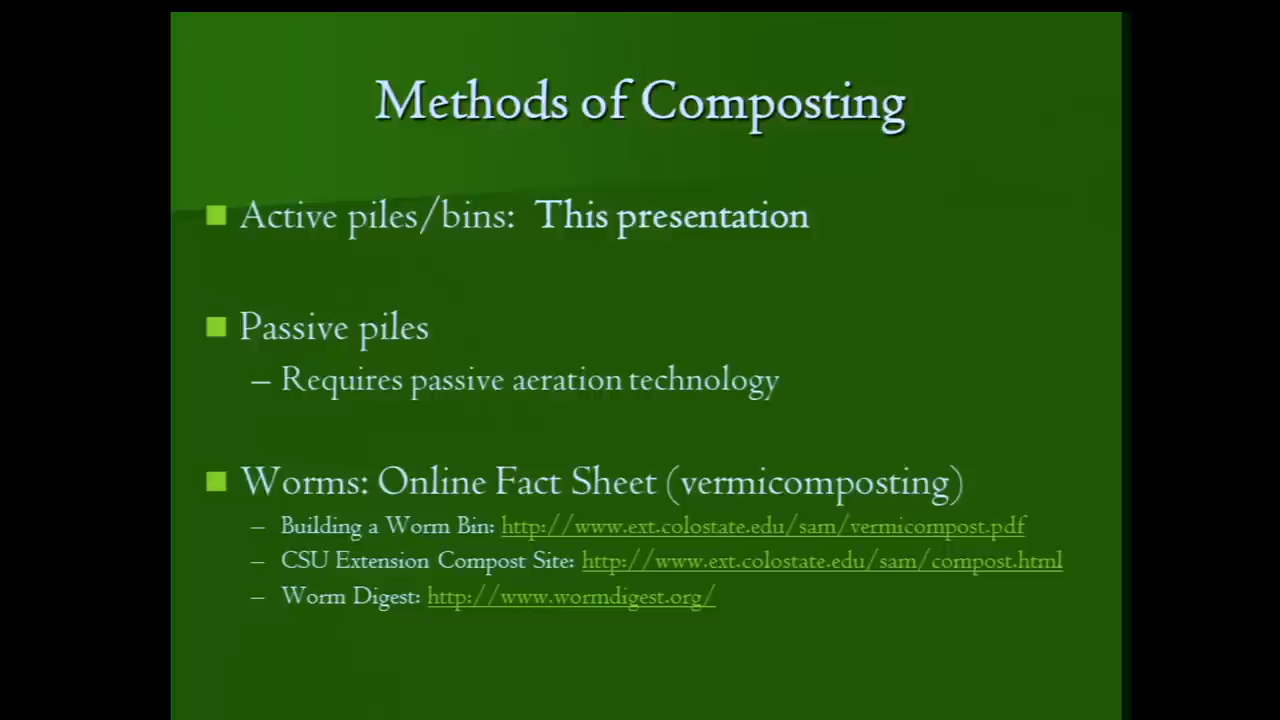 Methods of Composting
Active piles/bins: This presentation
Passive piles
– Requires passive aeration technology
Worms: Online Fact Sheet (vermicomposting)
– Building a Worm Bin: http://www.ext.colostate.edu/sam/vermicompost.pdf
– CSU Extension Compost Site: http://www.ext.colostate.edu/sam/compost.html
– Worm Digest: http://www.wormdigest.org/